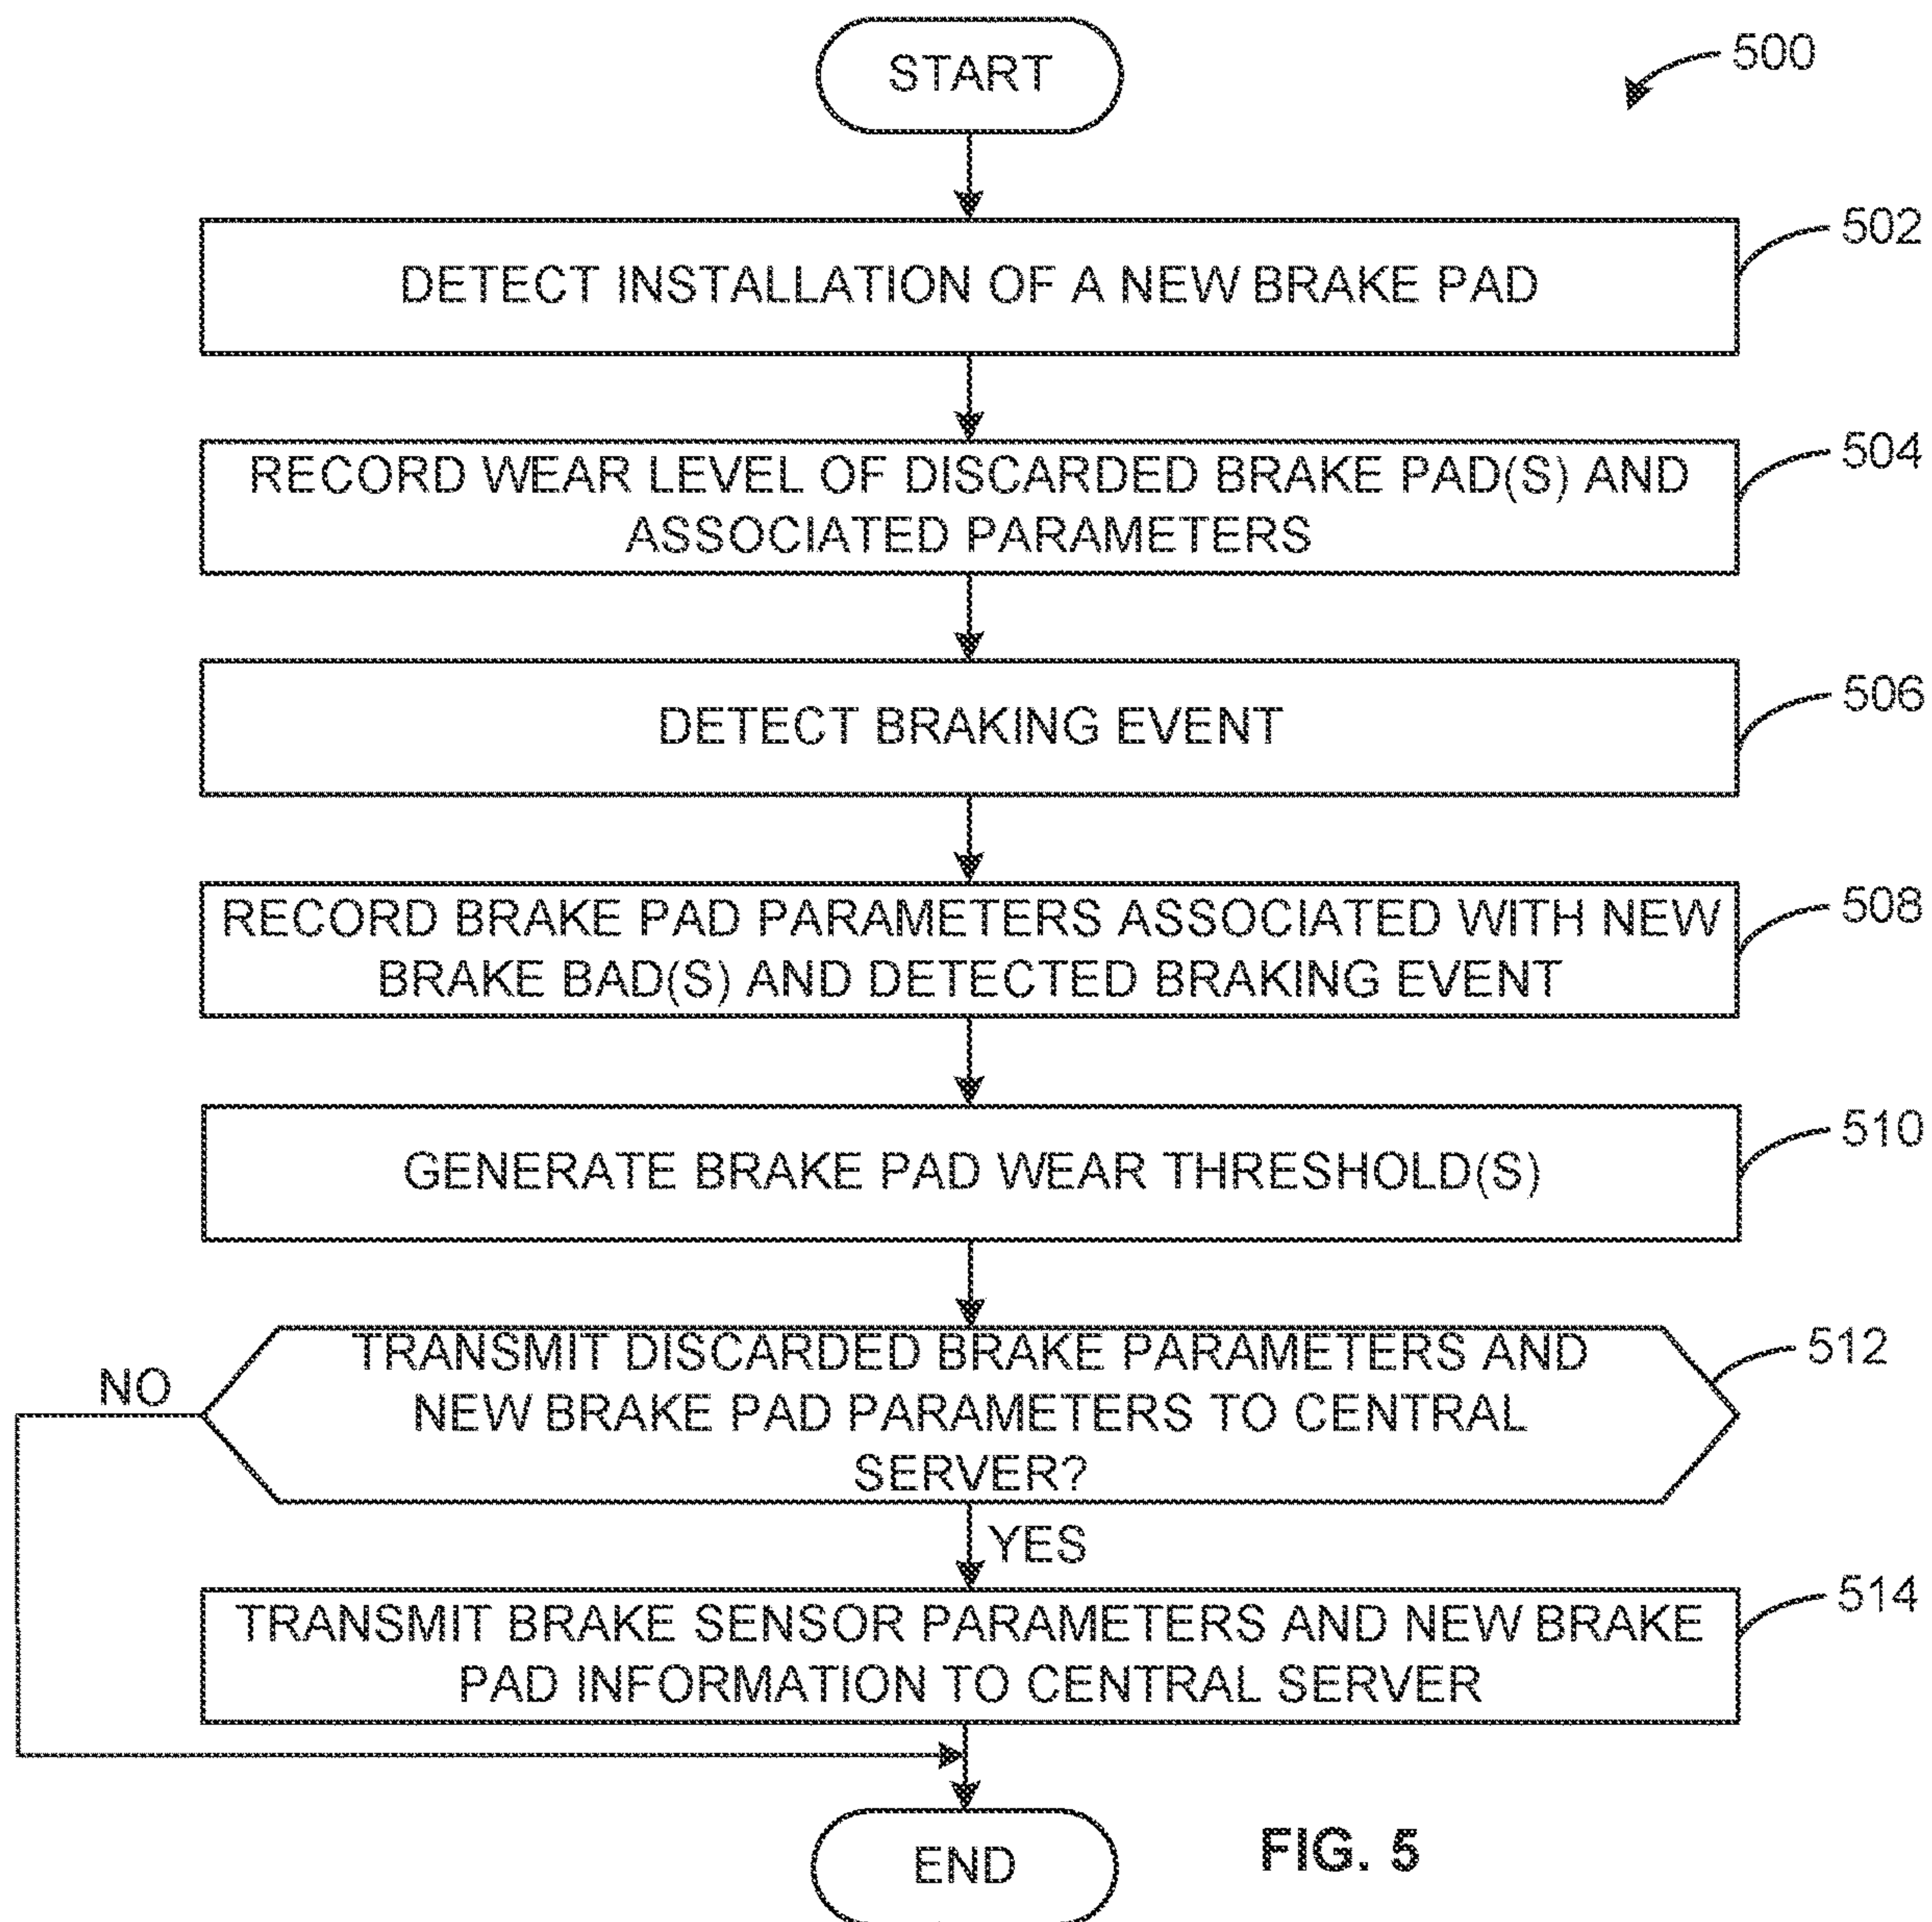 START
500
502
DETECT INSTALLATION OF A NEW BRAKE PAD
504
RECORD WEAR LEVEL OF DISCARDED BRAKE PAD(S) AND
ASSOCIATED PARAMETERS
506
DETECT BRAKING EVENT
508
RECORD BRAKE PAD PARAMETERS ASSOCIATED WITH NEW
BRAKE BAD(S) AND DETECTED BRAKING EVENT
510
GENERATE BRAKE PAD WEAR THRESHOLD(S)
512
TRANSMIT DISCARDED BRAKE PARAMETERS AND
NEW BRAKE PAD PARAMETERS TO CENTRAL
SERVER?
NO
YES
514
TRANSMIT BRAKE SENSOR PARAMETERS AND NEW BRAKE
PAD INFORMATION TO CENTRAL SERVER
END
FIG. 5